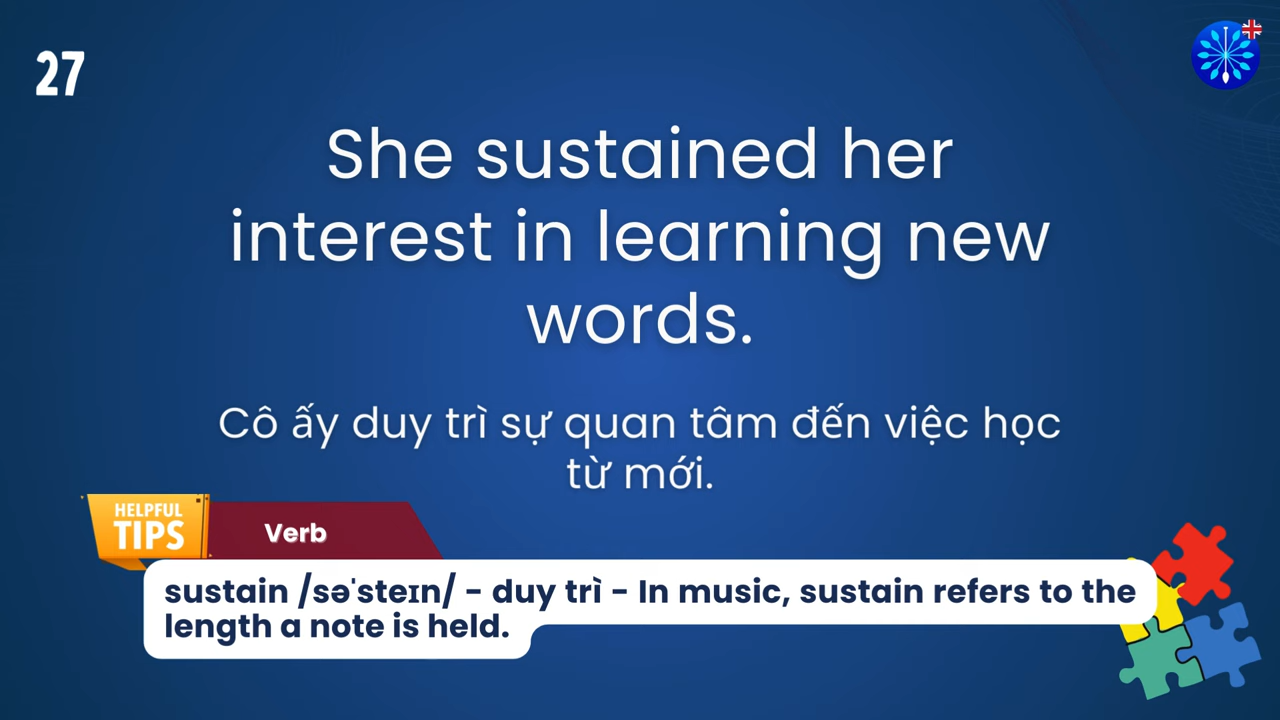 27
She sustained her
interest in learning new
words.
Cô ấy duy trì sự quan tâm đến việc học
từ mới.
HELPFUL
TIPS
Verb
sustain /səˈsteɪn/ - duy trì - In music, sustain refers to the
length a note is held.